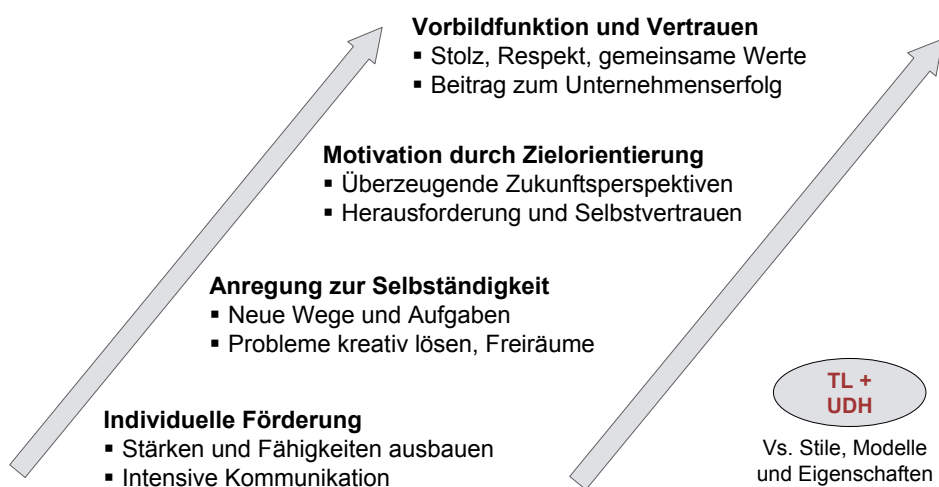 Vorbildfunktion und Vertrauen
▪ Stolz, Respekt, gemeinsame Werte
▪ Beitrag zum Unternehmenserfolg
Motivation durch Zielorientierung
▪ Überzeugende Zukunftsperspektiven
▪ Herausforderung und Selbstvertrauen
Anregung zur Selbständigkeit
▪ Neue Wege und Aufgaben
▪ Probleme kreativ lösen, Freiräume
Individuelle Förderung
▪ Stärken und Fähigkeiten ausbauen
▪ Intensive Kommunikation
TL +
UDH
Vs. Stile, Modelle
und Eigenschaften